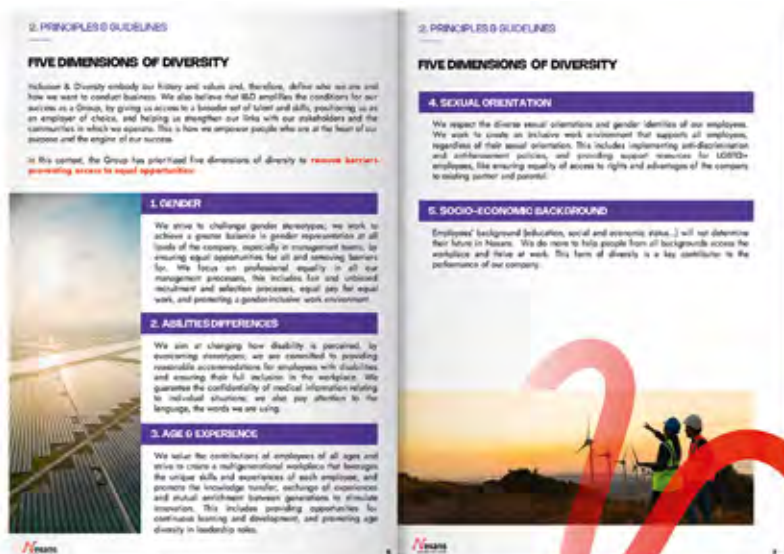 2. PRINCIPLES & GUIDELINES
FIVE DIMENSIONS OF DIVERSITY
Inclusion & Diversity embody our history and values and, therefore, define who we are and
how we want to conduct business. We also believe that I&D amplifies the conditions for our
success as a Group, by giving us access to a broader set of talent and skills, positioning us as
an employer of choice, and helping us strengthen our links with our stakeholders and the
communities in which we operate. This is how we empower people who are at the heart of our
purpose and the engine of our success.
In this context, the Group has prioritized five dimensions of diversity to remove barriers
preventing access to equal opportunities:
1. GENDER
We strive to challenge gender stereotypes; we work to
achieve a greater balance in gender representation at all
levels of the company, especially in management teams, by
ensuring equal opportunities for all and removing barriers
for. We focus on professional equality in all our
management processes, this includes fair and unbiased
recruitment and selection processes, equal pay for equal
work, and promoting a gender-inclusive work environment.
2. ABILITIES DIFFERENCES
We aim at changing how disability is perceived, by
overcoming stereotypes; we are committed to providing
reasonable accommodations for employees with disabilities
and ensuring their full inclusion in the workplace. We
guarantee the confidentiality of medical information relating
to individual situations; we also pay attention to the
language, the words we are using.
3. AGE & EXPERIENCE
We value the contributions of employees of all ages and
strive to create a multigenerational workplace that leverages
the unique skills and experiences of each employee, and
promote the knowledge transfer, exchange of experiences
and mutual enrichment between generations to stimulate
innovation. This includes providing opportunities for
continuous learning and development, and promoting age
diversity in leadership roles.
Nexans
2. PRINCIPLES & GUIDELINES
FIVE DIMENSIONS OF DIVERSITY
4. SEXUAL ORIENTATION
We respect the diverse sexual orientations and gender identities of our employees.
We work to create an inclusive work environment that supports all employees,
regardless of their sexual orientation. This includes implementing anti-discrimination
and anti-harassment policies, and providing support resources for LGBTQ+
employees, like ensuring equality of access to rights and advantages of the company
to existing partner and parental.
5. SOCIO-ECONOMIC BACKGROUND
Employees' background (education, social and economic status...) will not determine
their future in Nexans. We do more to help people from all backgrounds access the
workplace and thrive at work. This form of diversity is a key contributor to the
performance of our company.
Nexans